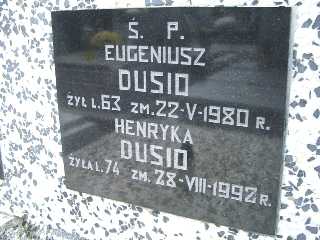 Ś. P.
EUGENIUSZ
DUSIO
ŻYŁ L. 63 ZM. 22-V-1980 R.
HENRYKA
DUSIO
ŻYŁA L. 74 ZM. 28-VIII-1992 R.